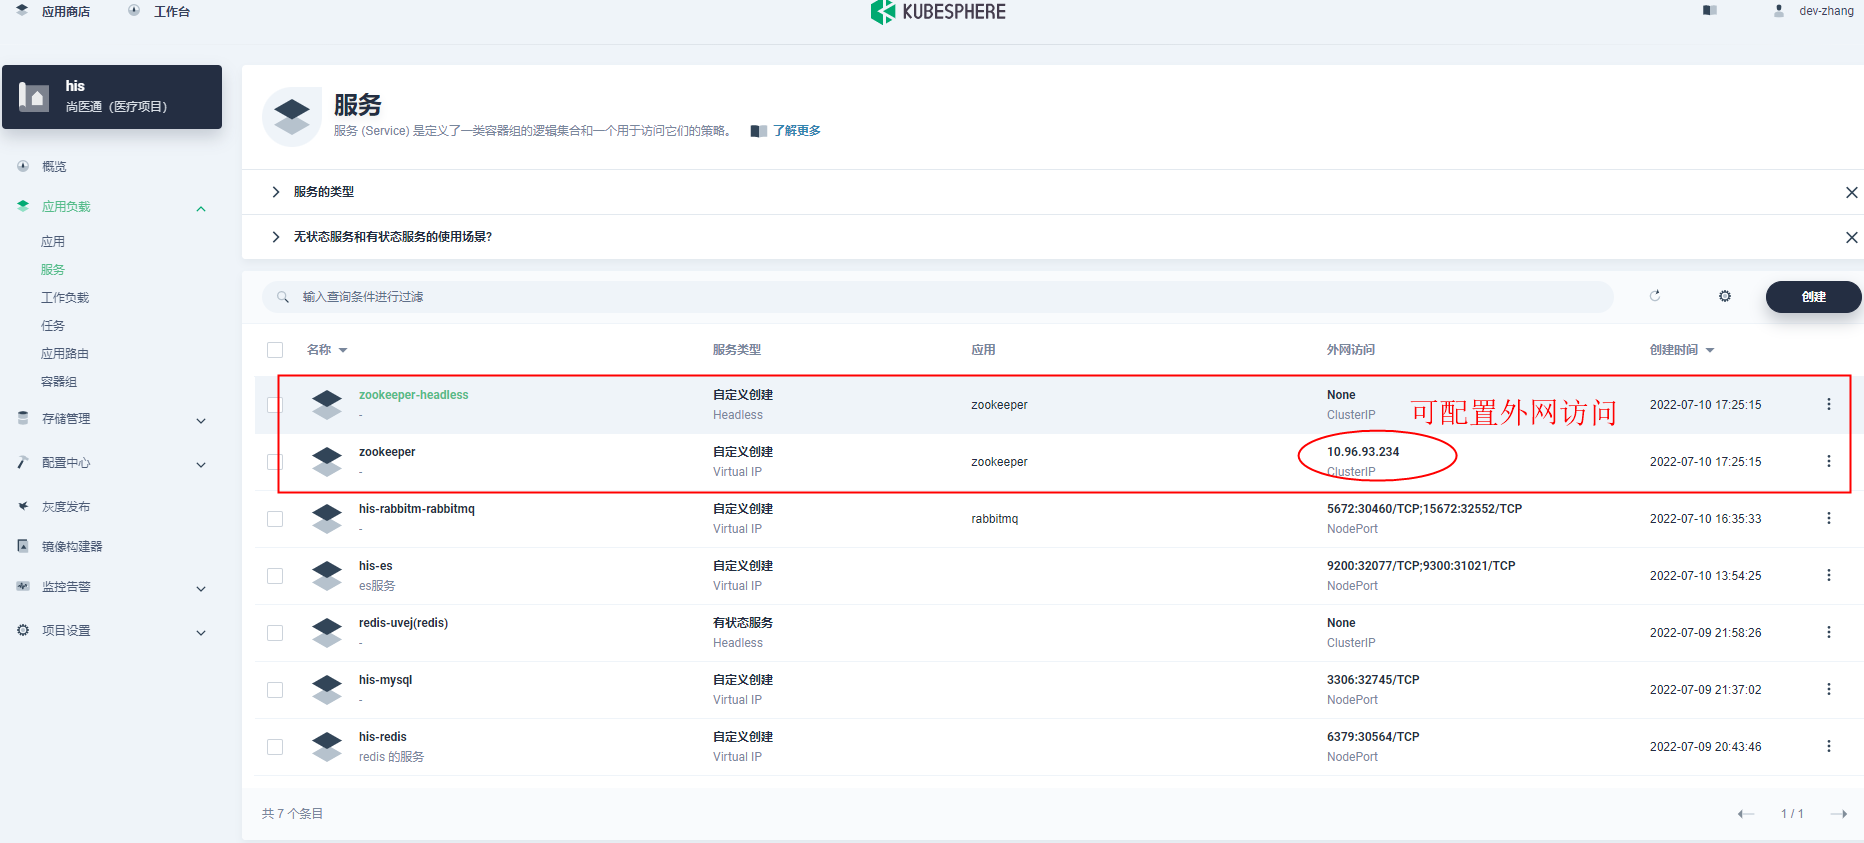 应用商店
工作台
KUBESPHERE
dev-zhang
his
尚医通（医疗项目）
概览
应用负载
应用
服务
工作负载
任务
应用路由
容器组
存储管理
配置中心
灰度发布
镜像构建器
监控告警
项目设置
服务
服务 (Service) 是定义了一类容器组的逻辑集合和一个用于访问它们的策略。 了解更多
服务的类型
无状态服务和有状态服务的使用场景?
输入查询条件进行过滤
创建
名称 服务类型 应用 外网访问 创建时间
zookeeper-headless 自定义创建 zookeeper None 2022-07-10 17:25:15
- Headless ClusterIP
可配置外网访问
zookeeper 自定义创建 zookeeper 10.96.93.234 2022-07-10 17:25:15
- Virtual IP ClusterIP
his-rabbitm-rabbitmq 自定义创建 rabbitmq 5672:30460/TCP;15672:32552/TCP 2022-07-10 16:35:33
- Virtual IP NodePort
his-es 自定义创建 9200:32077/TCP;9300:31021/TCP 2022-07-10 13:54:25
es服务 Virtual IP NodePort
redis-uvej(redis) 有状态服务 None 2022-07-09 21:58:26
- Headless ClusterIP
his-mysql 自定义创建 3306:32745/TCP 2022-07-09 21:37:02
- Virtual IP NodePort
his-redis 自定义创建 6379:30564/TCP 2022-07-09 20:43:46
redis 的服务 Virtual IP NodePort
共 7 个条目
1 / 1